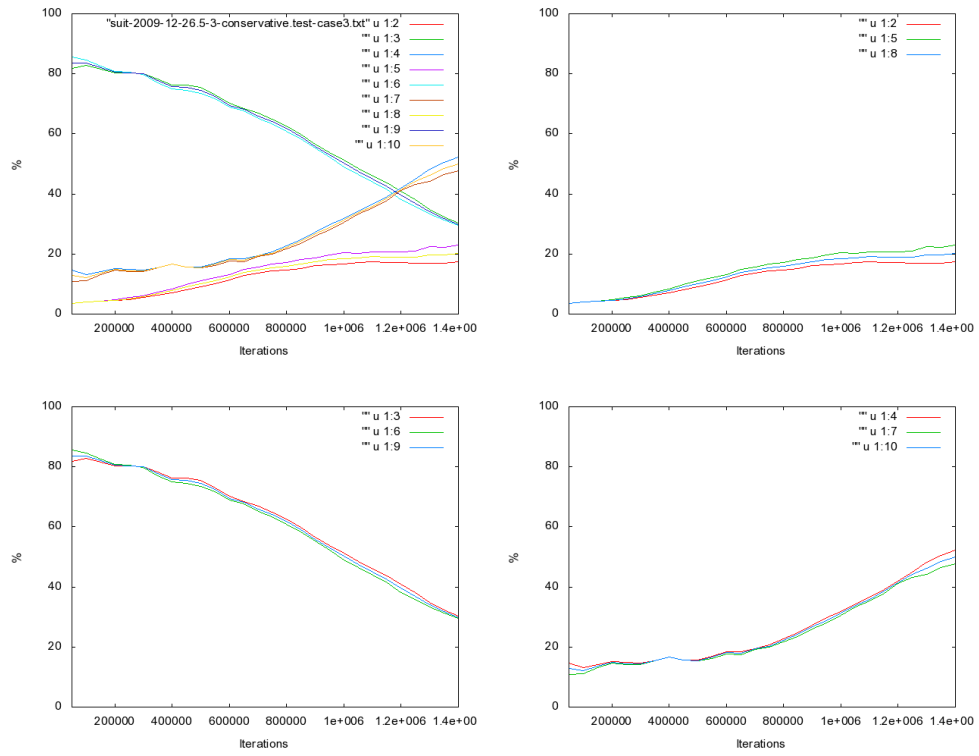 "suit-2009-12-26.5-3-conservative.test-case3.txt" u 1:2
"" u 1:3
"" u 1:4
"" u 1:5
"" u 1:6
"" u 1:7
"" u 1:8
"" u 1:9
"" u 1:10
100
80
60
40
20
0
%
200000 400000 600000 800000 1e+006 1.2e+006 1.4e+00
Iterations
"" u 1:2
"" u 1:5
"" u 1:8
100
80
60
40
20
0
%
200000 400000 600000 800000 1e+006 1.2e+006 1.4e+00
Iterations
"" u 1:3
"" u 1:6
"" u 1:9
100
80
60
40
20
0
%
200000 400000 600000 800000 1e+006 1.2e+006 1.4e+00
Iterations
"" u 1:4
"" u 1:7
"" u 1:10
100
80
60
40
20
0
%
200000 400000 600000 800000 1e+006 1.2e+006 1.4e+00
Iterations